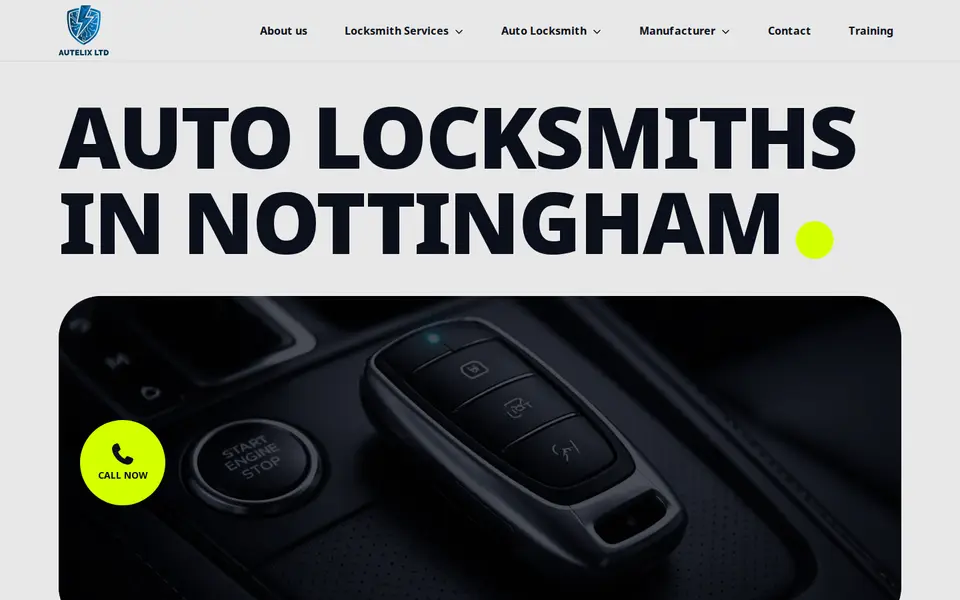 AUTELIX LTD
About us
Locksmith Services
Auto Locksmith
Manufacturer
Contact
Training
AUTO LOCKSMITHS
IN NOTTINGHAM
CALL NOW
START
ENGINE
STOP